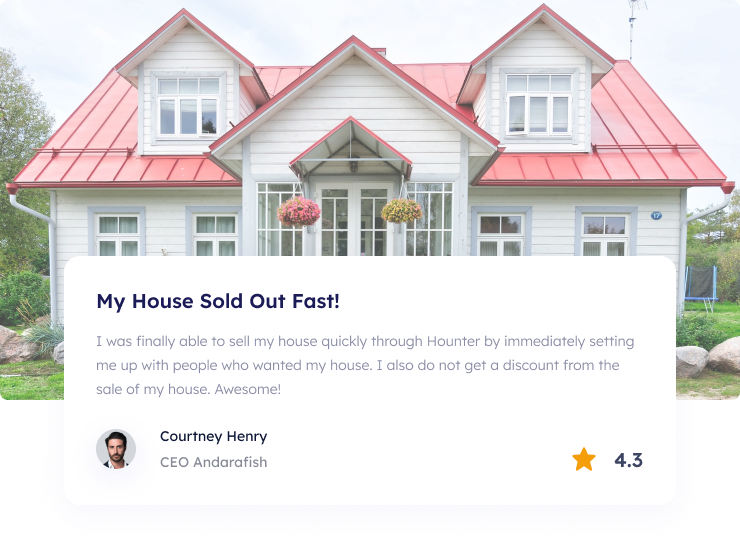 17
My House Sold Out Fast!
I was finally able to sell my house quickly through Hounter by immediately setting
me up with people who wanted my house. I also do not get a discount from the
sale of my house. Awesome!
Courtney Henry
CEO Andarafish
4.3